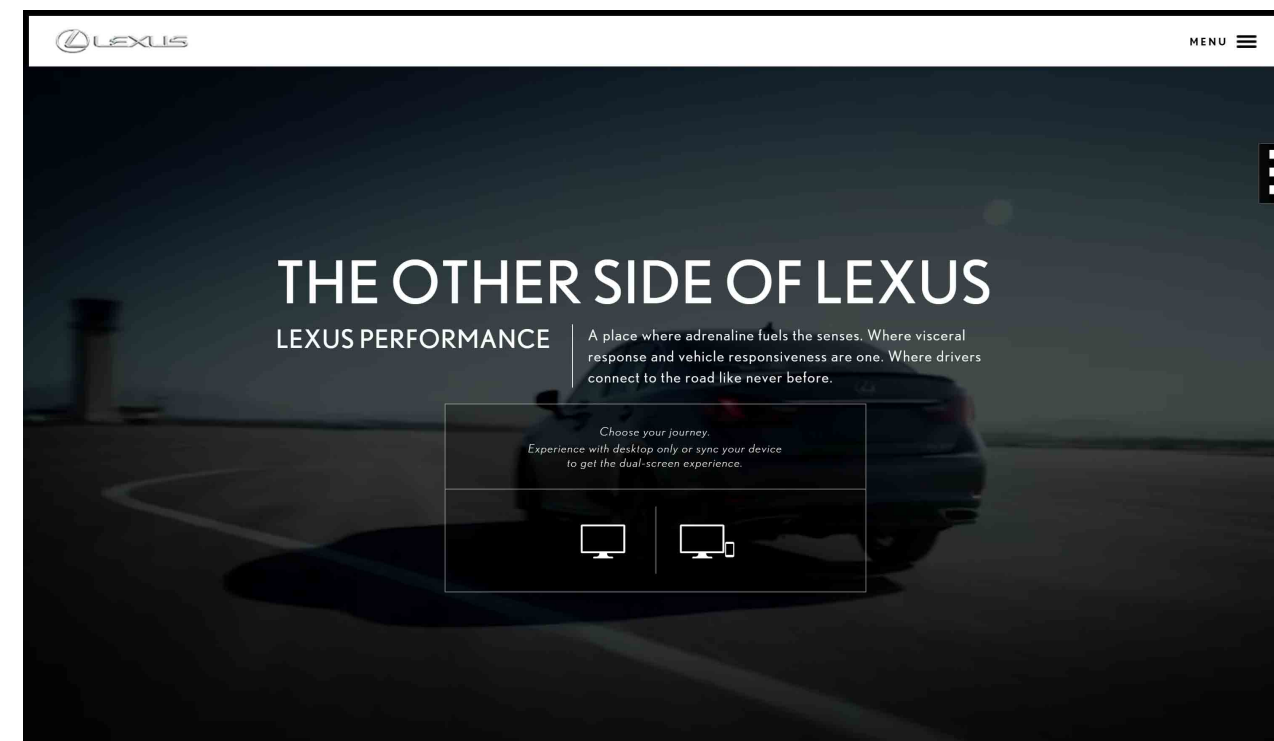 LEXUS
MENU
THE OTHER SIDE OF LEXUS
LEXUS PERFORMANCE
A place where adrenaline fuels the senses. Where visceral
response and vehicle responsiveness are one. Where drivers
connect to the road like never before.
Choose your journey.
Experience with desktop only or sync your device
to get the dual-screen experience.